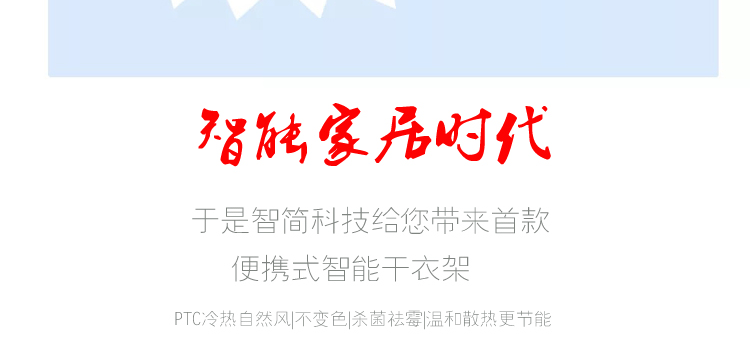 智能家居时代
于是智简科技给您带来首款
便携式智能干衣架
PTC冷热自然风|不变色|杀菌祛霉|温和散热更节能